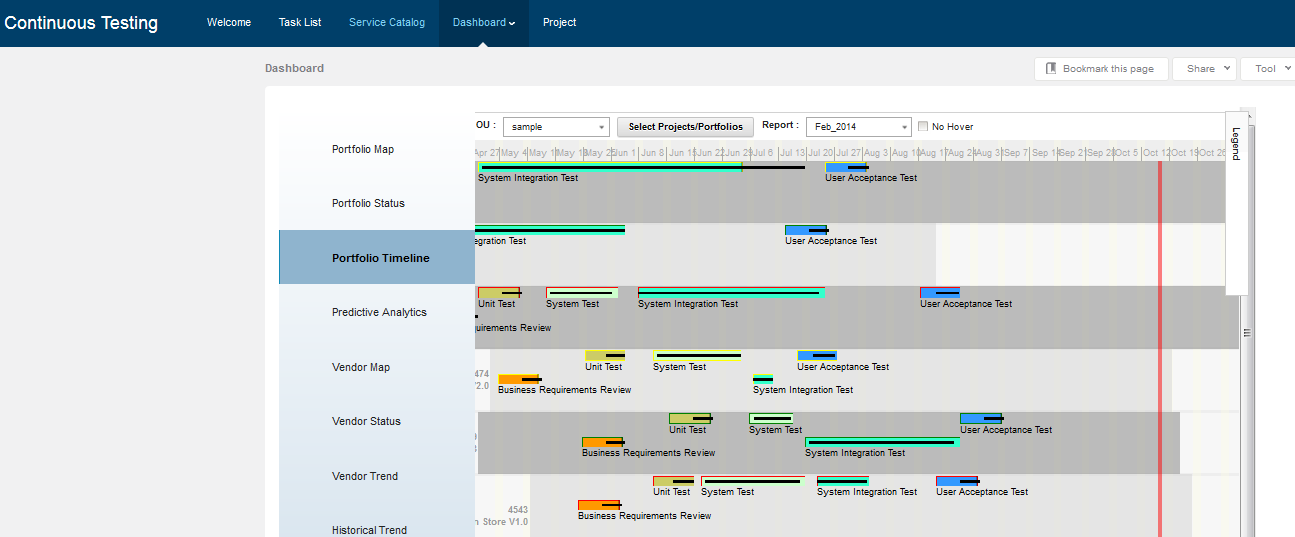 Continuous Testing
Welcome Task List Service Catalog Dashboard Project
Dashboard
Bookmark this page Share Tool
OU : sample Select Projects/Portfolios Report : Feb_2014 No Hover
Legend
Apr 27 May 4 May 11 May 18 May 25 Jun 1 Jun 8 Jun 15 Jun 22 Jun 29 Jul 6 Jul 13 Jul 20 Jul 27 Aug 3 Aug 10 Aug 17 Aug 24 Aug 31 Sep 7 Sep 14 Sep 21 Sep 28 Oct 5 Oct 12 Oct 19 Oct 26
Portfolio Map
Portfolio Status
Portfolio Timeline
Predictive Analytics
Vendor Map
Vendor Status
Vendor Trend
Historical Trend
System Integration Test User Acceptance Test
egration Test User Acceptance Test
Unit Test System Test System Integration Test User Acceptance Test
uirements Review
Unit Test System Test User Acceptance Test
474
V2.0
Business Requirements Review System Integration Test
Unit Test System Test User Acceptance Test
Business Requirements Review System Integration Test
Unit Test System Test System Integration Test User Acceptance Test
4543
n Store V1.0
Business Requirements Review